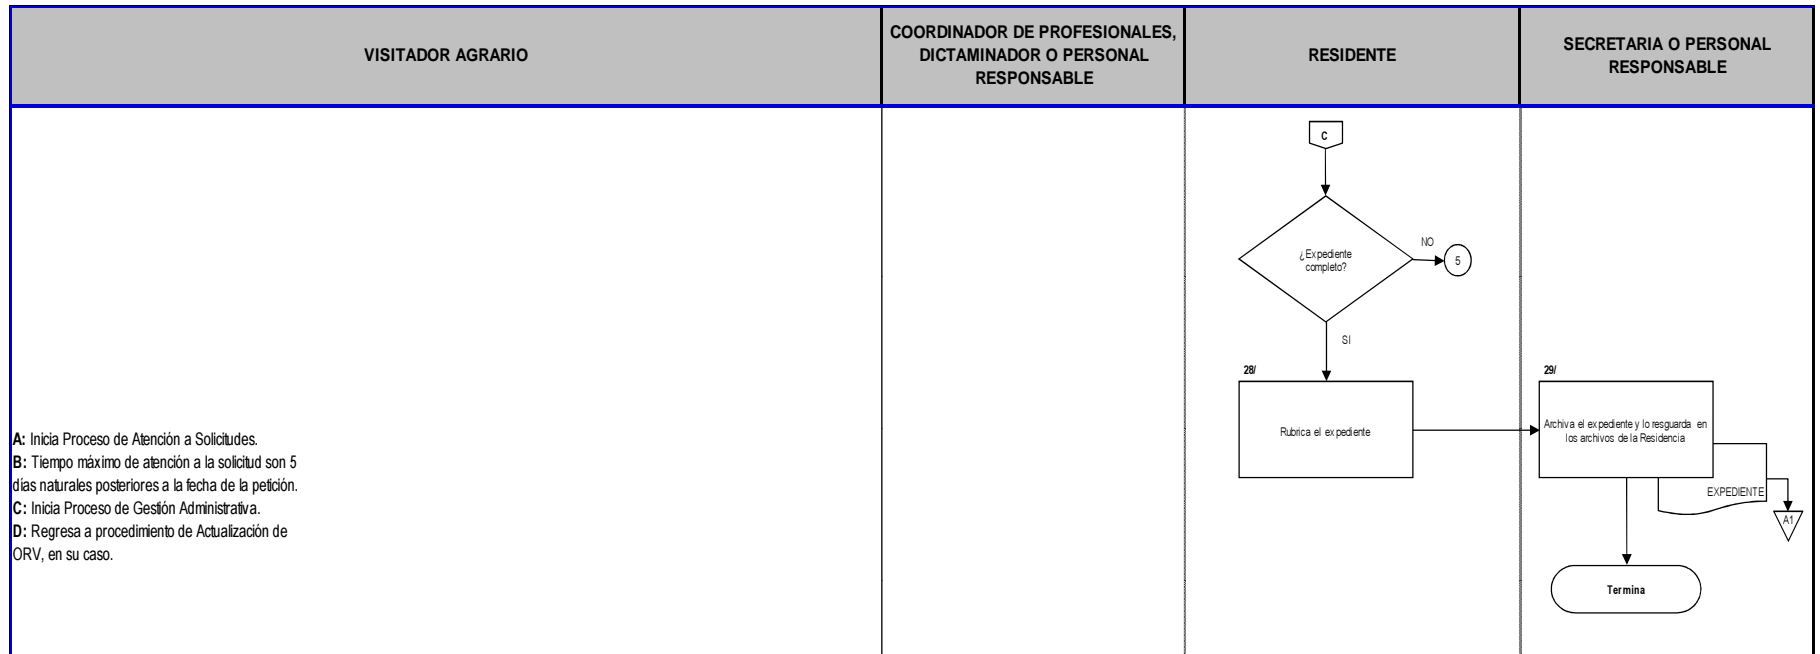 VISITADOR AGRARIO
COORDINADOR DE PROFESIONALES,
DICTAMINADOR O PERSONAL
RESPONSABLE
RESIDENTE
SECRETARIA O PERSONAL
RESPONSABLE
C
¿Expediente
completo?
NO
5
SI
28/
Rubrica el expediente
29/
Archiva el expediente y lo resguarda en
los archivos de la Residencia
EXPEDIENTE
A1
Termina
A: Inicia Proceso de Atención a Solicitudes.
B: Tiempo máximo de atención a la solicitud son 5
días naturales posteriores a la fecha de la petición.
C: Inicia Proceso de Gestión Administrativa.
D: Regresa a procedimiento de Actualización de
ORV, en su caso.